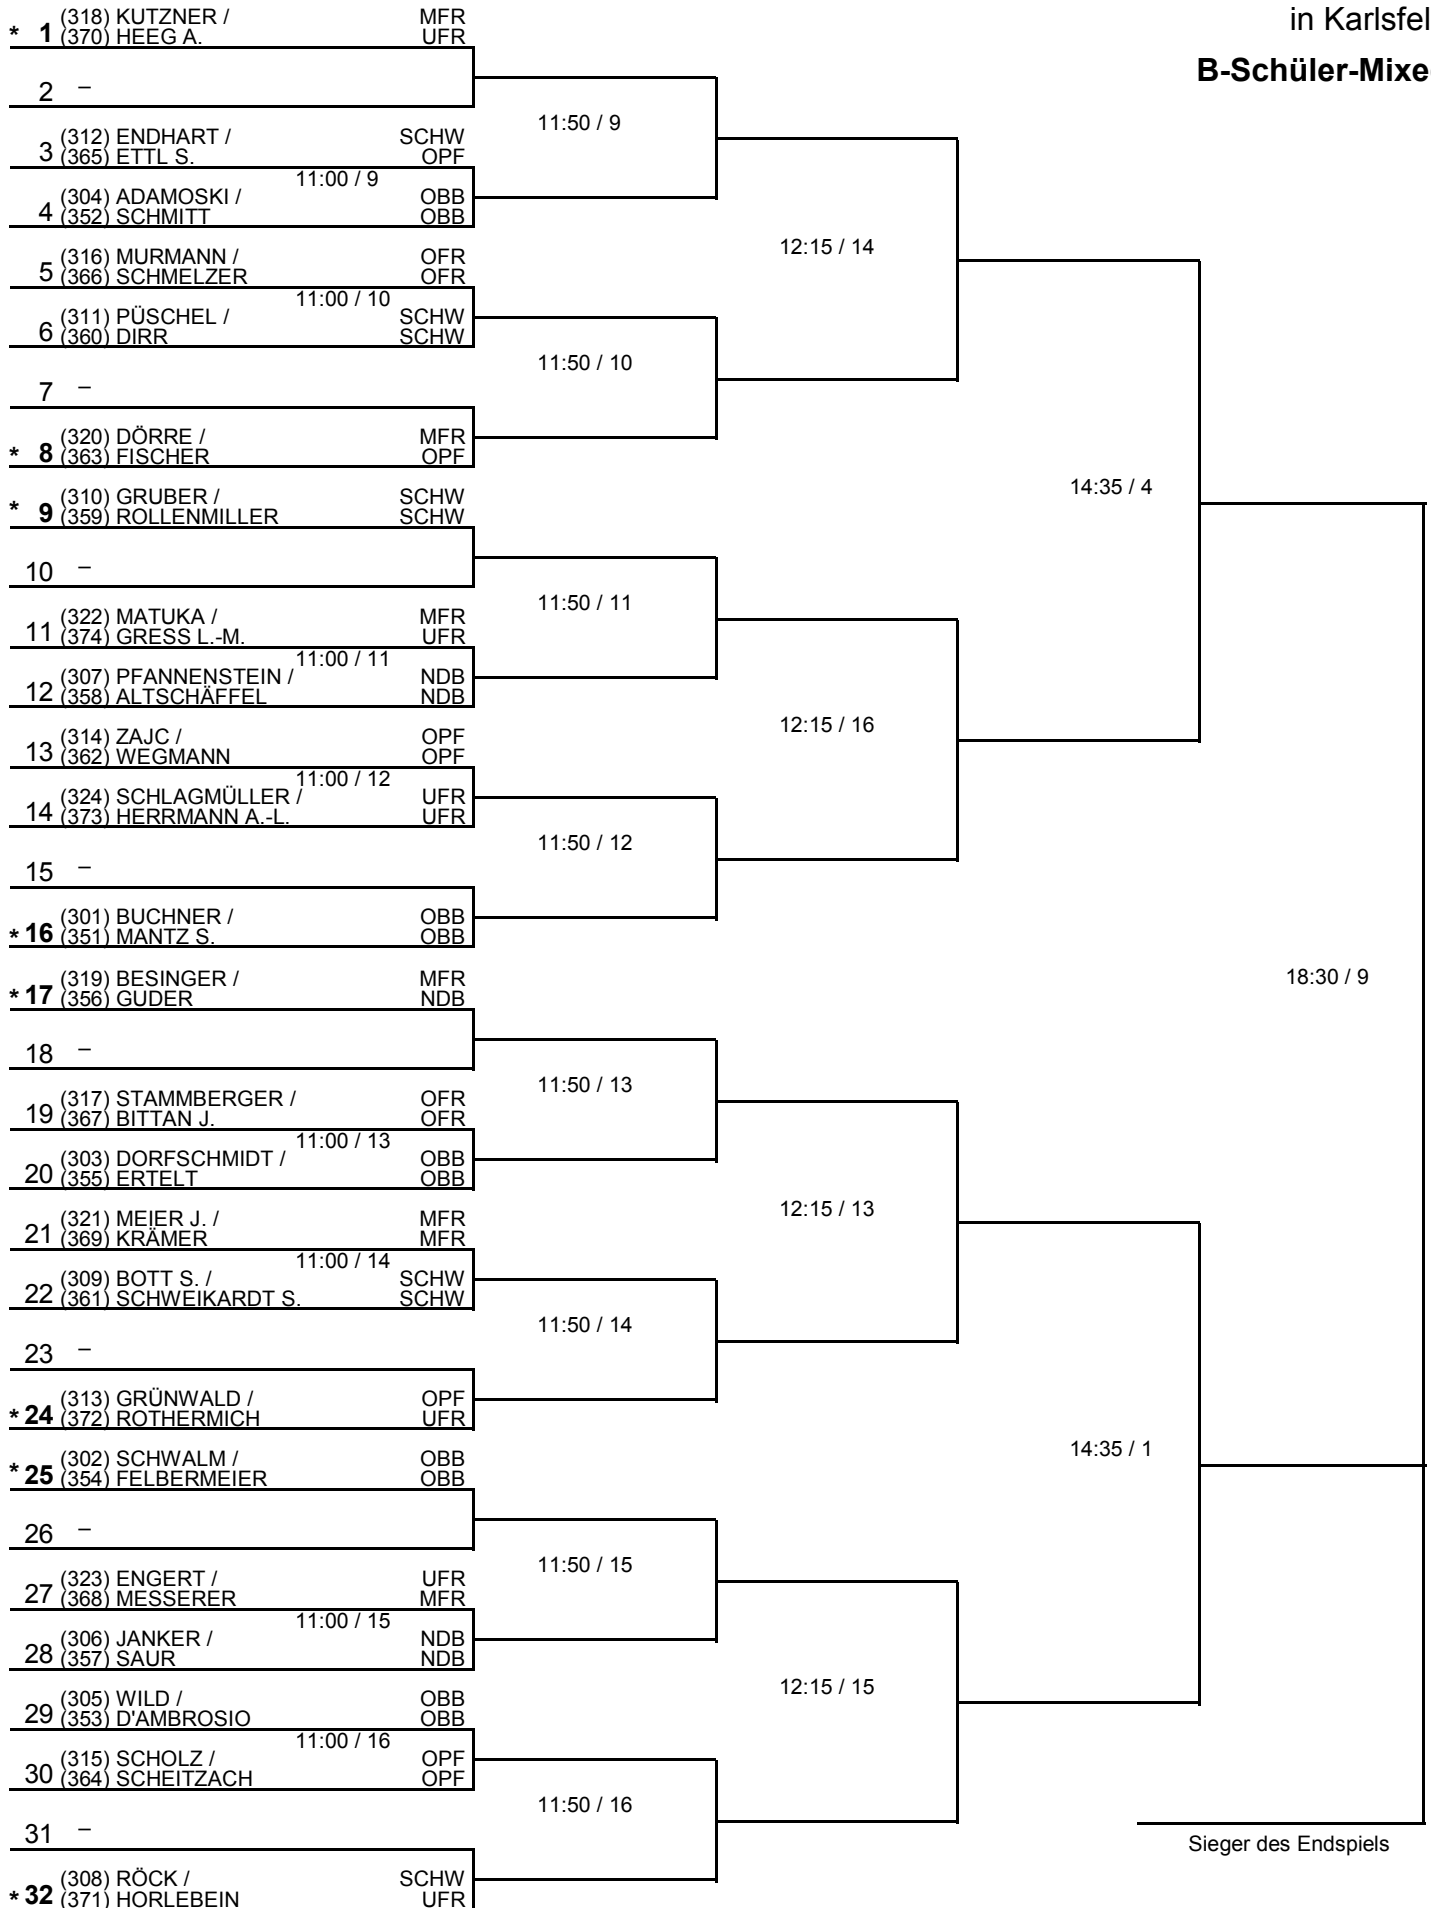 in Karlsfel
B-Schüler-Mixe
* 1 (318) KUTZNER / MFR
(370) HEEG A. UFR
2 –
11:50 / 9
3 (312) ENDHART / SCHW
(365) ETTL S. OPF
11:00 / 9
4 (304) ADAMOSKI / OBB
(352) SCHMITT OBB
12:15 / 14
5 (316) MURMANN / OFR
(366) SCHMELZER OFR
11:00 / 10
6 (311) PÜSCHEL / SCHW
(360) DIRR SCHW
11:50 / 10
7 –
* 8 (320) DÖRRE / MFR
(363) FISCHER OPF
14:35 / 4
* 9 (310) GRUBER / SCHW
(359) ROLLENMILLER SCHW
10 –
11:50 / 11
11 (322) MATUKA / MFR
(374) GRESS L.-M. UFR
11:00 / 11
12 (307) PFANNENSTEIN / NDB
(358) ALTSCHÄFFEL NDB
12:15 / 16
13 (314) ZAJC / OPF
(362) WEGMANN OPF
11:00 / 12
14 (324) SCHLAGMÜLLER / UFR
(373) HERRMANN A.-L. UFR
11:50 / 12
15 –
* 16 (301) BUCHNER / OBB
(351) MANTZ S. OBB
18:30 / 9
* 17 (319) BESINGER / MFR
(356) GUDER NDB
18 –
11:50 / 13
19 (317) STAMMBERGER / OFR
(367) BITTAN J. OFR
11:00 / 13
20 (303) DORFSCHMIDT / OBB
(355) ERTELT OBB
12:15 / 13
21 (321) MEIER J. / MFR
(369) KRÄMER MFR
11:00 / 14
22 (309) BOTT S. / SCHW
(361) SCHWEIKARDT S. SCHW
11:50 / 14
23 –
* 24 (313) GRÜNWALD / OPF
(372) ROTHERMICH UFR
14:35 / 1
* 25 (302) SCHWALM / OBB
(354) FELBERMEIER OBB
26 –
11:50 / 15
27 (323) ENGERT / UFR
(368) MESSERER MFR
11:00 / 15
28 (306) JANKER / NDB
(357) SAUR NDB
12:15 / 15
29 (305) WILD / OBB
(353) D'AMBROSIO OBB
11:00 / 16
30 (315) SCHOLZ / OPF
(364) SCHEITZACH OPF
11:50 / 16
31 –
Sieger des Endspiels
* 32 (308) RÖCK / SCHW
(371) HORLEBEIN UFR